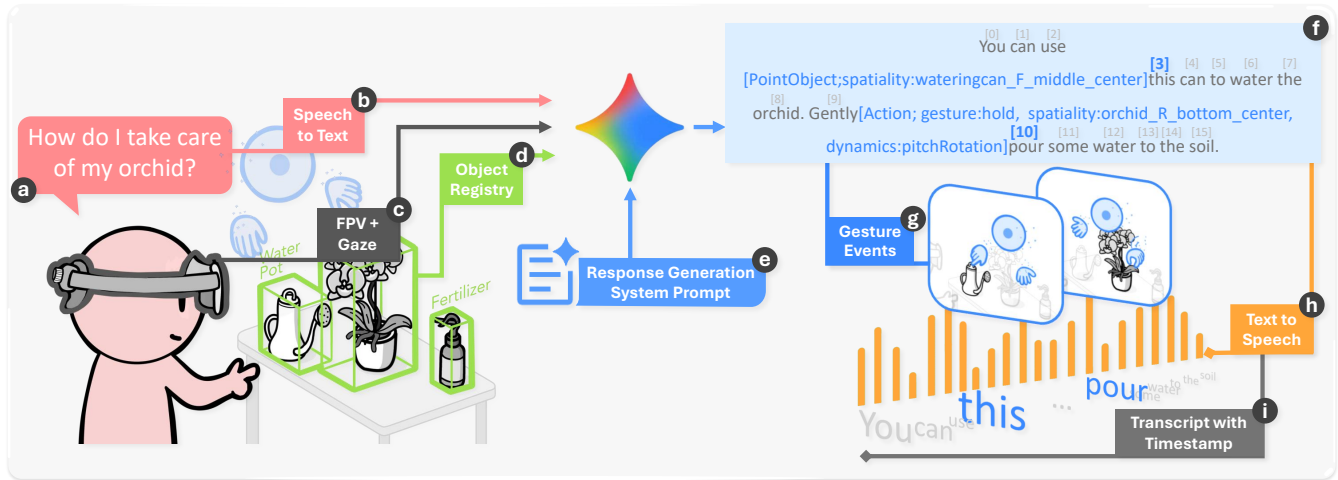 How do I take care
of my orchid?
a
Speech
to Text
b
FPV +
Gaze
c
Object
Registry
d
Water
Pot
Fertilizer
Response Generation
System Prompt
e
f
[0] [1] [2]
You can use
[3] [4] [5] [6] [7]
[PointObject;spatiality:wateringcan_F_middle_center]this can to water the
[8] [9]
orchid. Gently[Action; gesture:hold, spatiality:orchid_R_bottom_center,
[10] [11] [12] [13] [14] [15]
dynamics:pitchRotation]pour some water to the soil.
Gesture
Events
g
Text to
Speech
h
You can use this ... pour some water to the soil
Transcript with
Timestamp
i